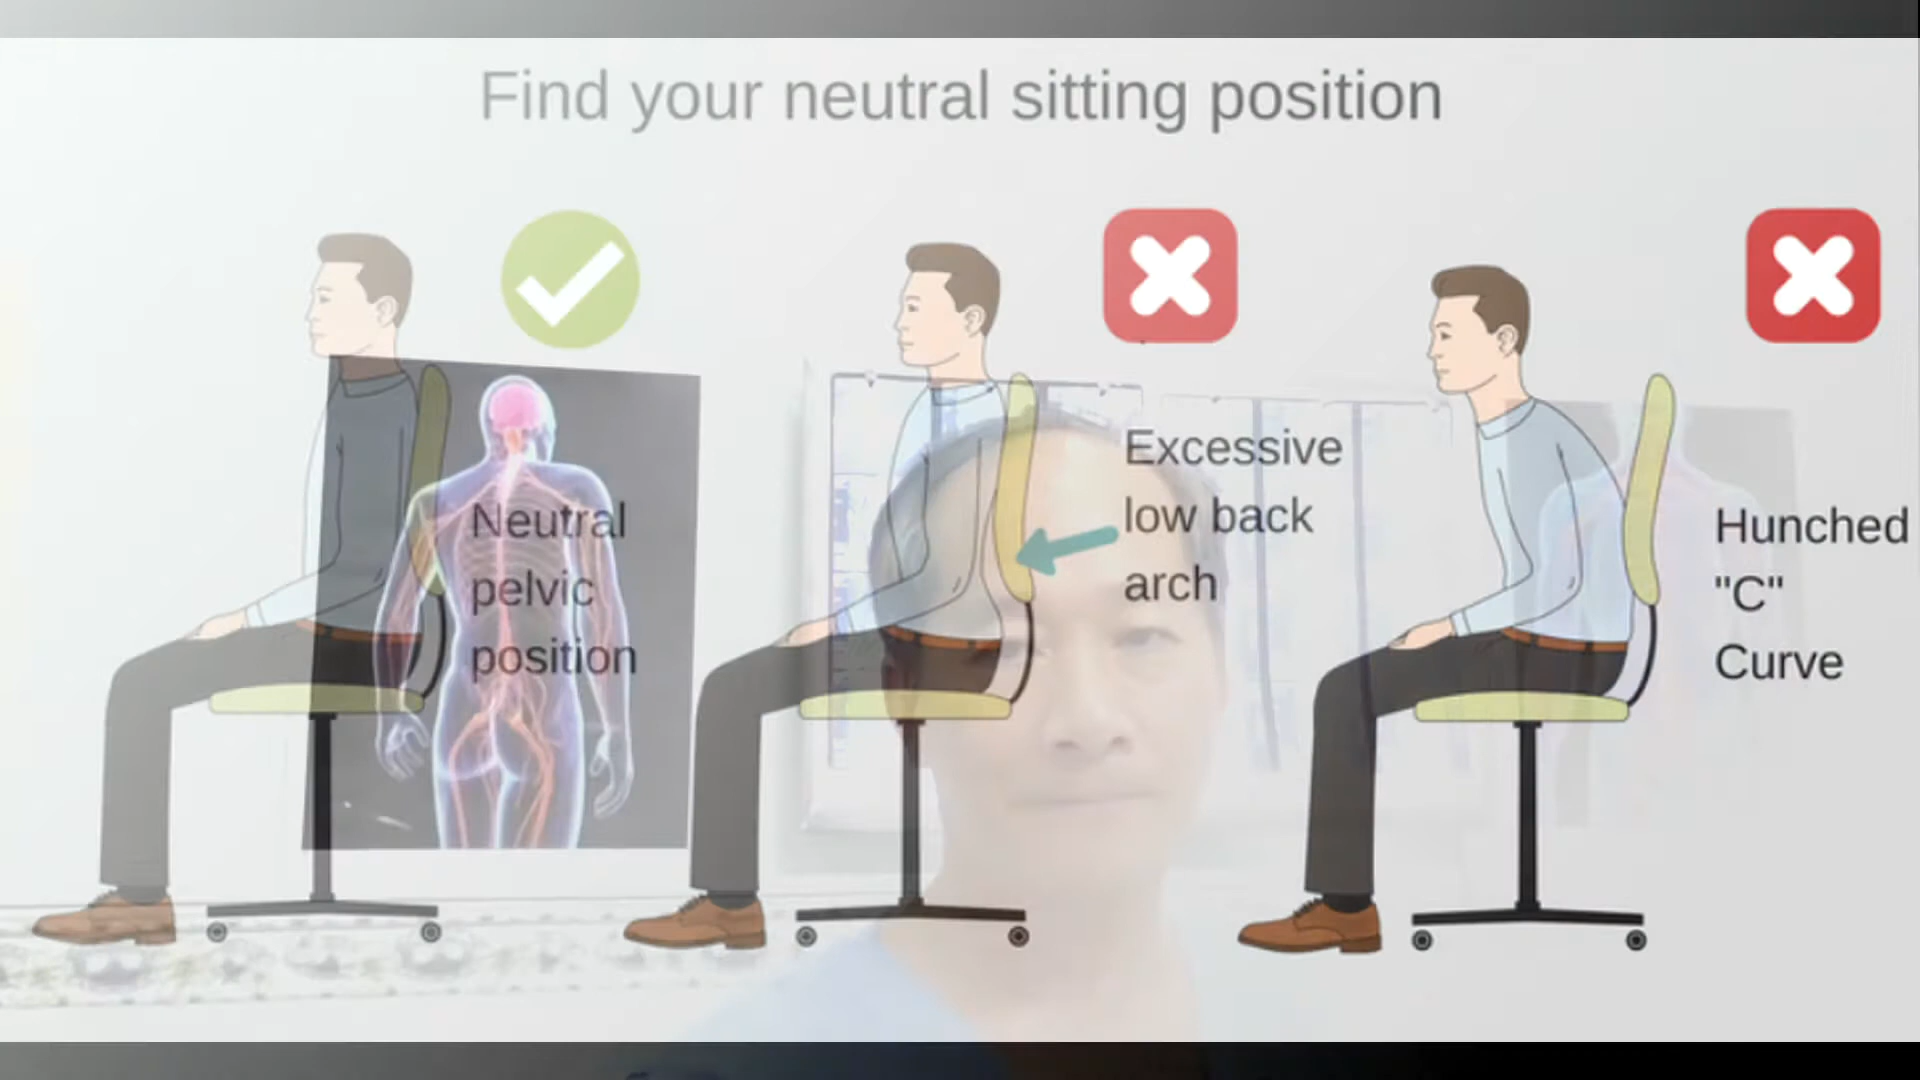 Find your neutral sitting position
Neutral
pelvic
position
Excessive
low back
arch
Hunched
"C"
Curve